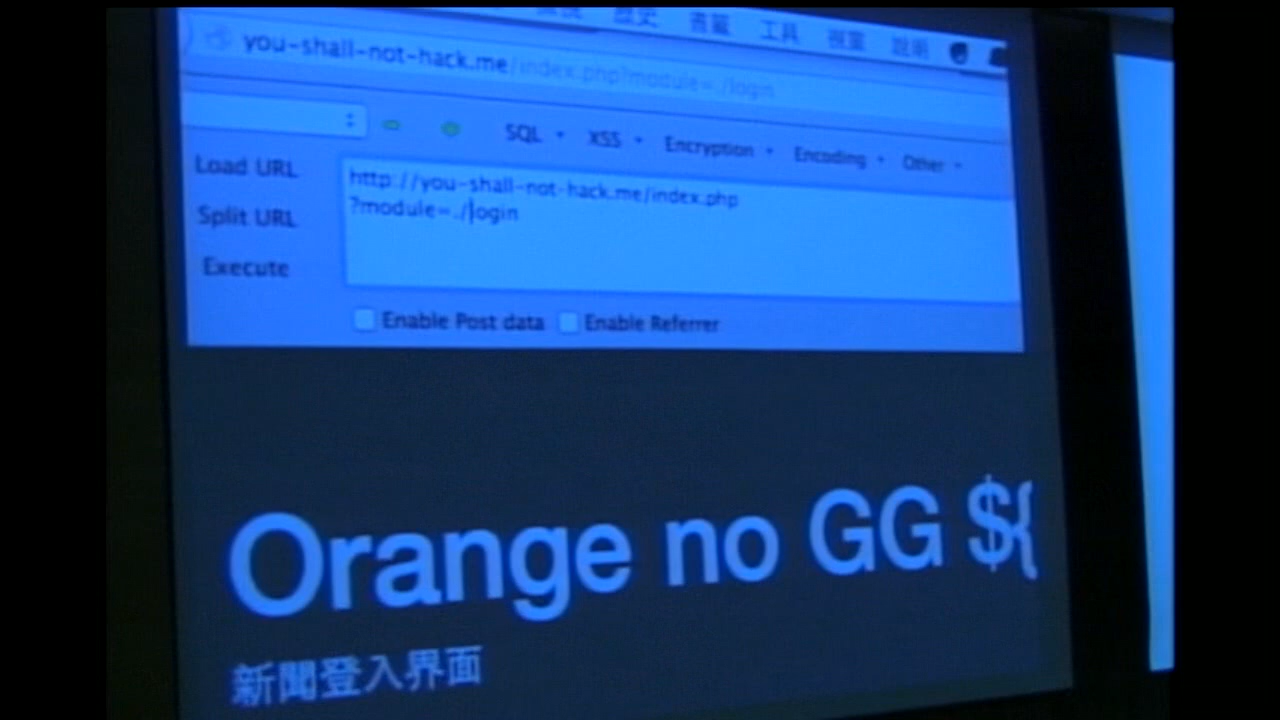 檢視 歷史 書籤 工具 視窗 說明
you-shall-not-hack.me/index.php?module=./login
SQL XSS Encryption Encoding Other
Load URL
http://you-shall-not-hack.me/index.php
?module=./login
Split URL
Execute
Enable Post data Enable Referrer
Orange no GG ${
新聞登入界面